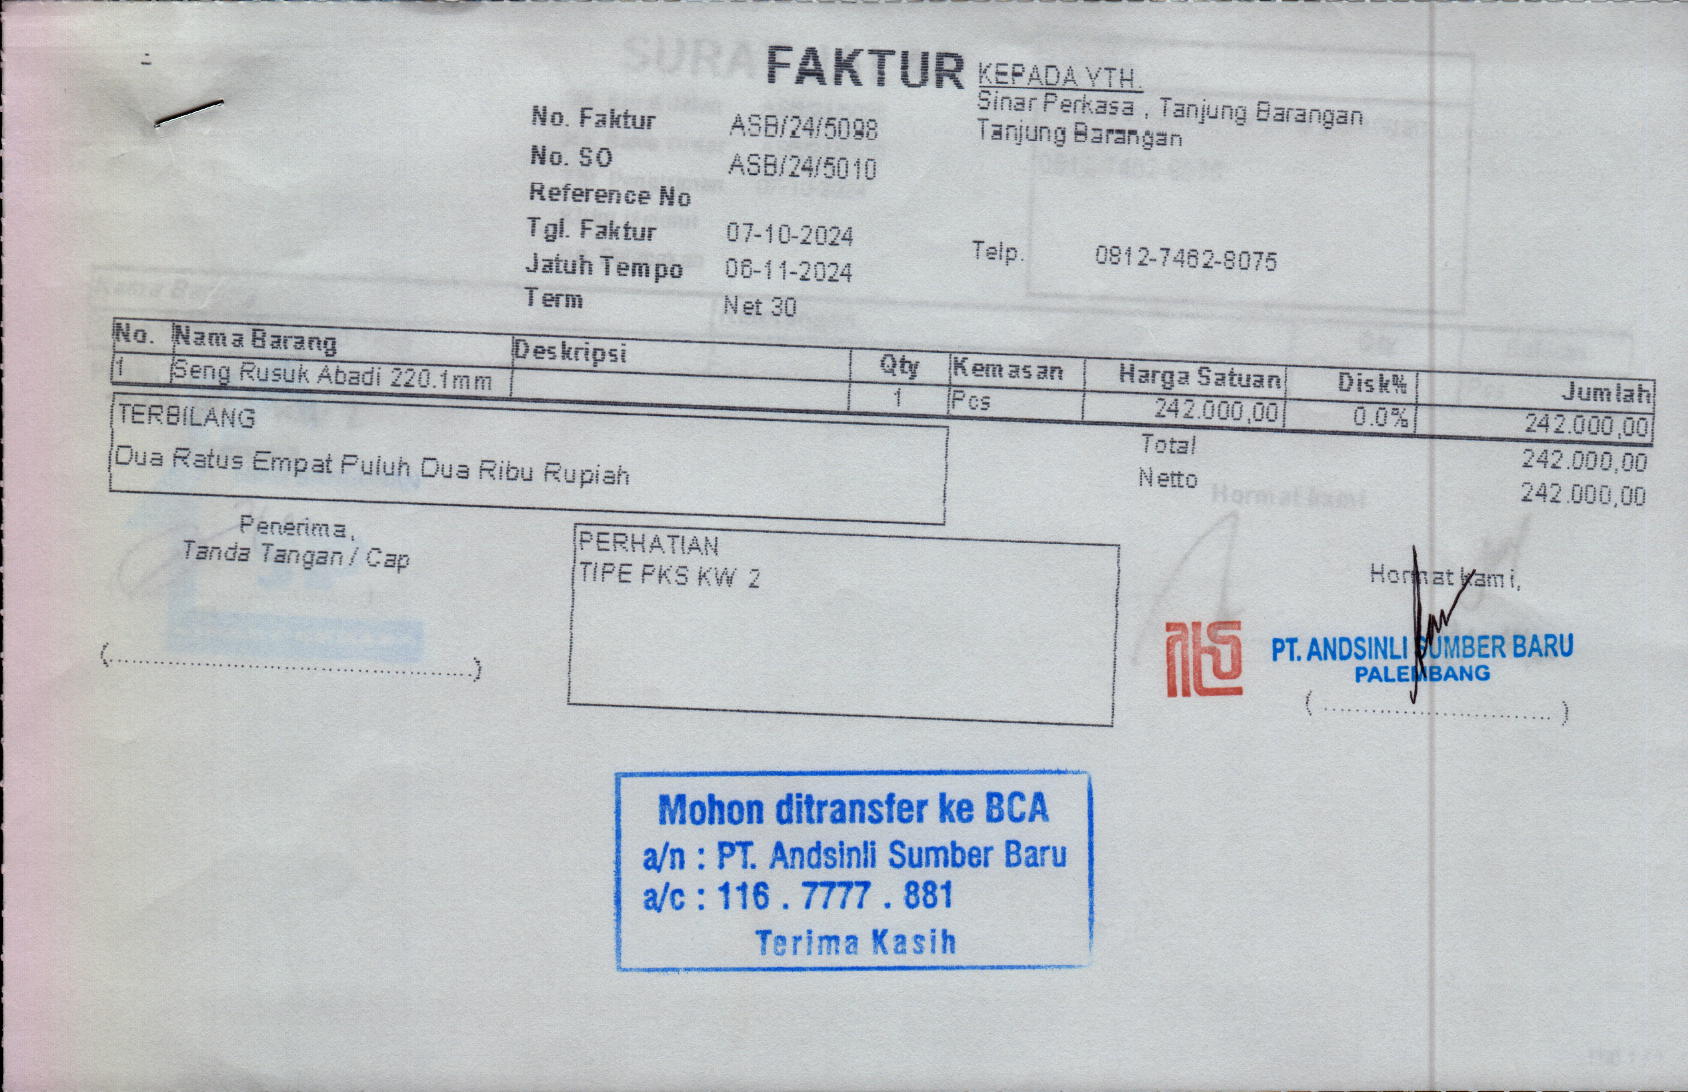 FAKTUR
KEPADA YTH.
Sinar Perkasa , Tanjung Barangan
Tanjung Barangan
No. Faktur ASB/24/5098
No. SO ASB/24/5010
Reference No
Tgl. Faktur 07-10-2024
Telp. 0812-7462-8075
Jatuh Tempo 06-11-2024
Term Net 30
No. Nama Barang Deskripsi Qty Kemasan Harga Satuan Disk% Jumlah
1 Seng Rusuk Abadi 220.1mm 1 Pcs 242.000,00 0.0% 242.000,00
TERBILANG
Dua Ratus Empat Puluh Dua Ribu Rupiah
Total 242.000,00
Netto 242.000,00
Penerima,
Tanda Tangan / Cap
(..........................................................)
PERHATIAN
TIPE PKS KW 2
Hormat kami,
PT. ANDSINLI SUMBER BARU
PALEMBANG
( .................................... )
Mohon ditransfer ke BCA
a/n : PT. Andsinli Sumber Baru
a/c : 116 . 7777 . 881
Terima Kasih